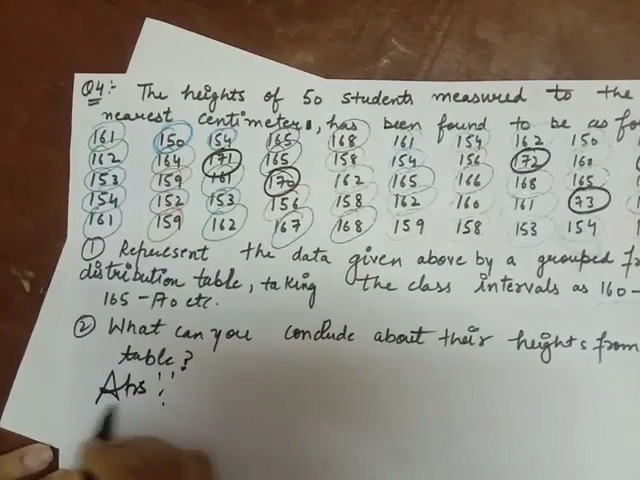 Q4:- The heights of 50 students measured to the
nearest centimeters, has been found to be as fo
161 150 154 165 168 161 154 162 150
162 164 171 165 158 154 156 172 160
153 159 161 170 162 165 166 168 165
154 152 153 156 158 162 160 161 73
161 159 162 167 168 159 158 153 154
① Represent the data given above by a grouped fr
distribution table, taking the class intervals as 160-
165-170 etc.
② What can you conclude about their heights from
table?
Ans